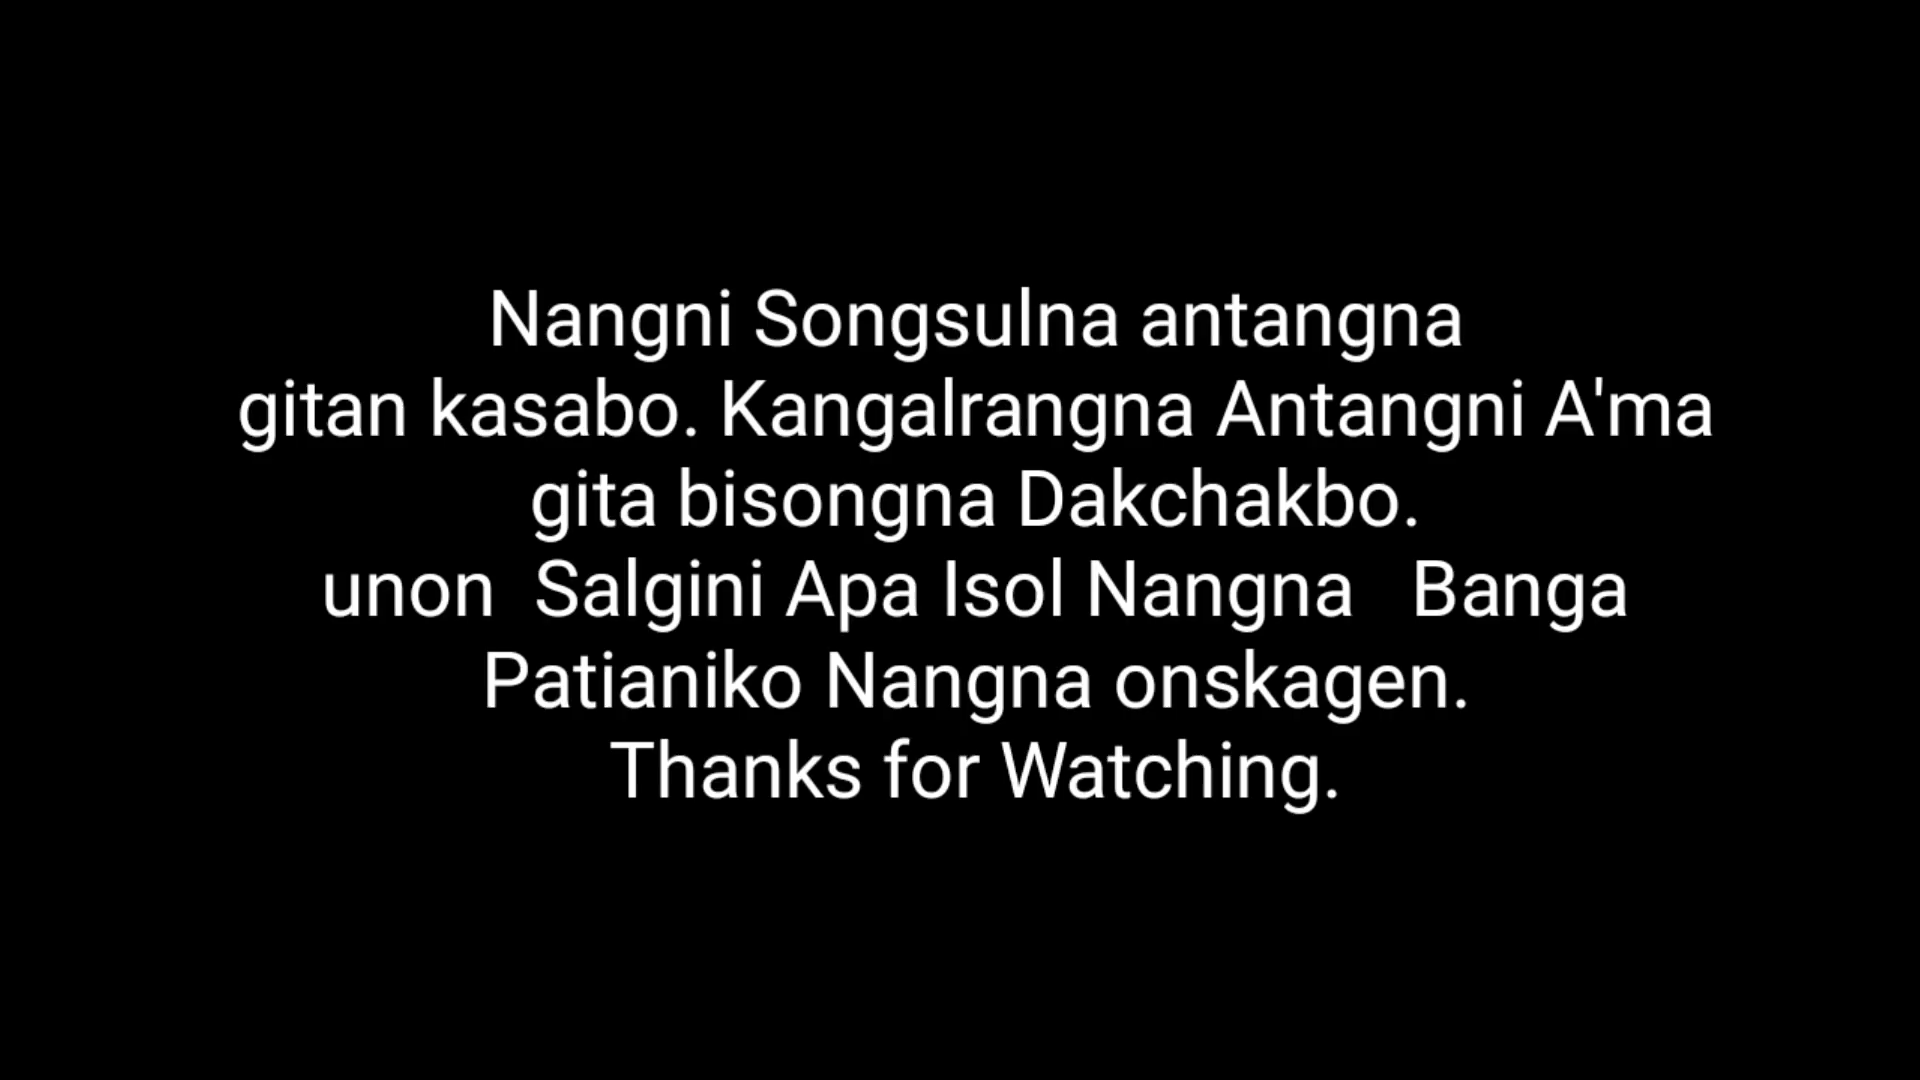 Nangni Songsulna antangna
gitan kasabo. Kangalrangna Antangni A'ma
gita bisongna Dakchakbo.
unon  Salgini Apa Isol Nangna   Banga
Patianiko Nangna onskagen.
Thanks for Watching.